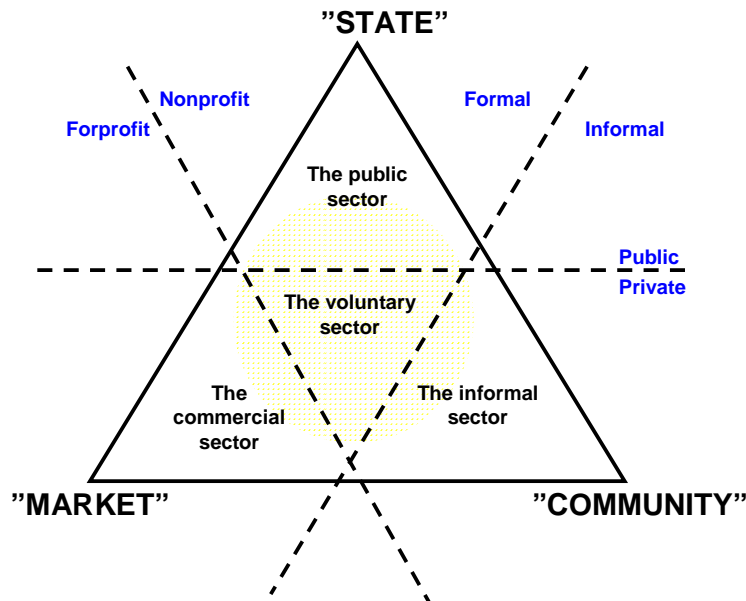 ”STATE”
Nonprofit
Formal
Forprofit
Informal
The public
sector
Public
Private
The voluntary
sector
The
commercial
sector
The informal
sector
”MARKET”
”COMMUNITY”